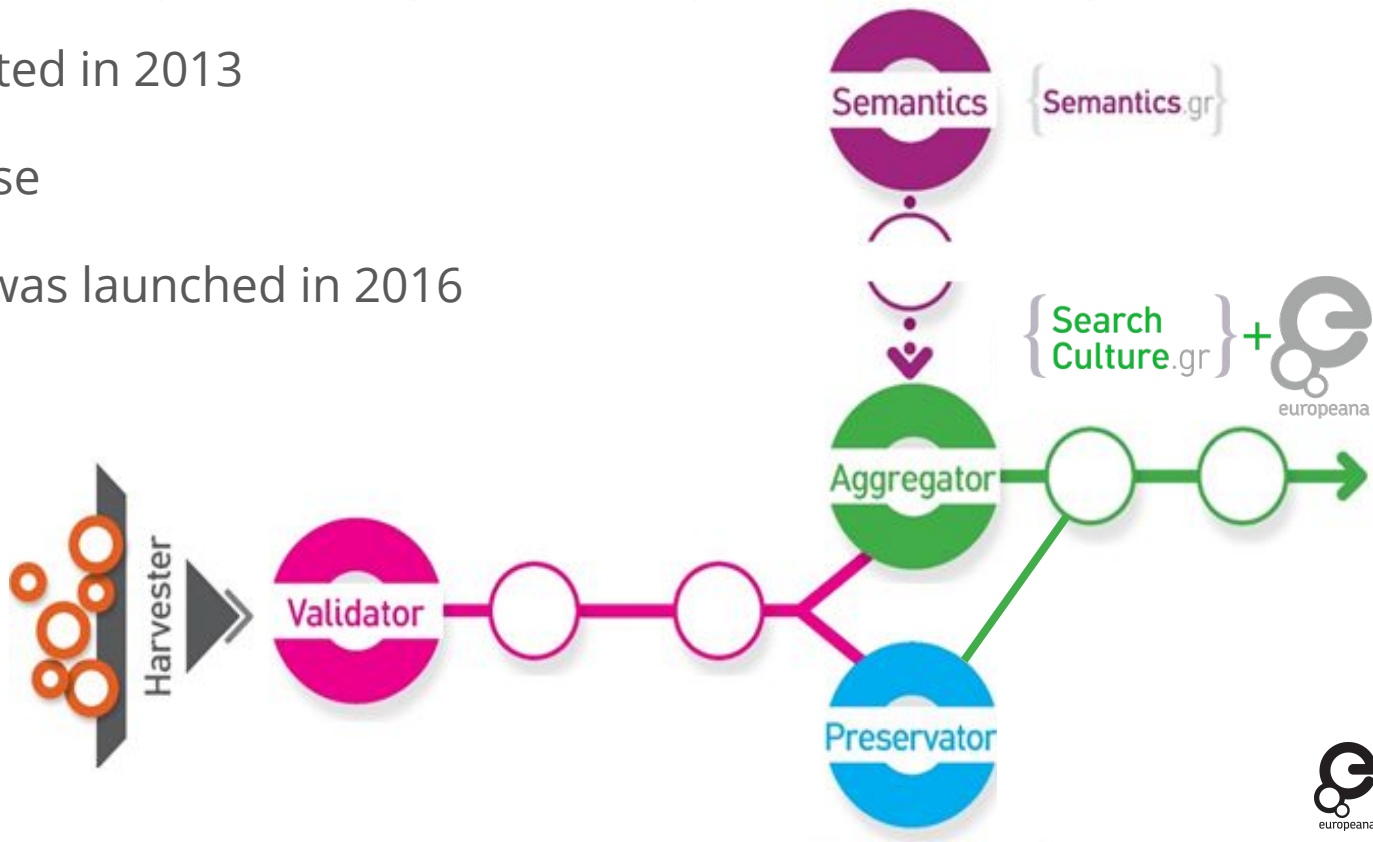 ted in 2013
se
was launched in 2016
Semantics
{Semantics.gr}
{Search
Culture.gr}+
europeana
Aggregator
Harvester
Validator
Preservator
europeana